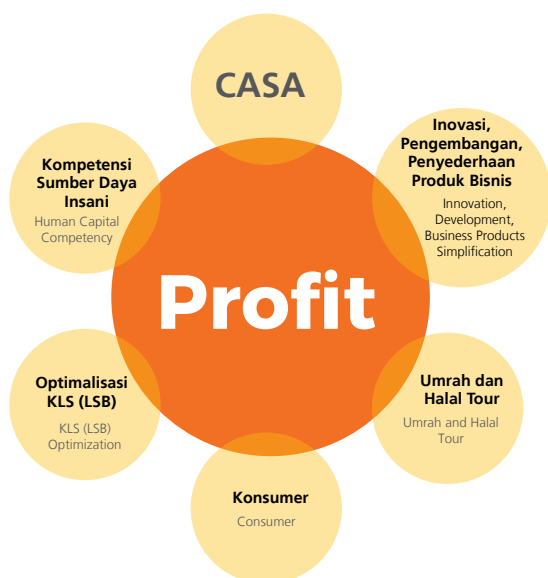 CASA
Inovasi,
Pengembangan,
Penyederhaan
Produk Bisnis
Innovation,
Development,
Business Products
Simplification
Kompetensi
Sumber Daya
Insani
Human Capital
Competency
Profit
Optimalisasi
KLS (LSB)
KLS (LSB)
Optimization
Umrah dan
Halal Tour
Umrah and Halal
Tour
Konsumer
Consumer